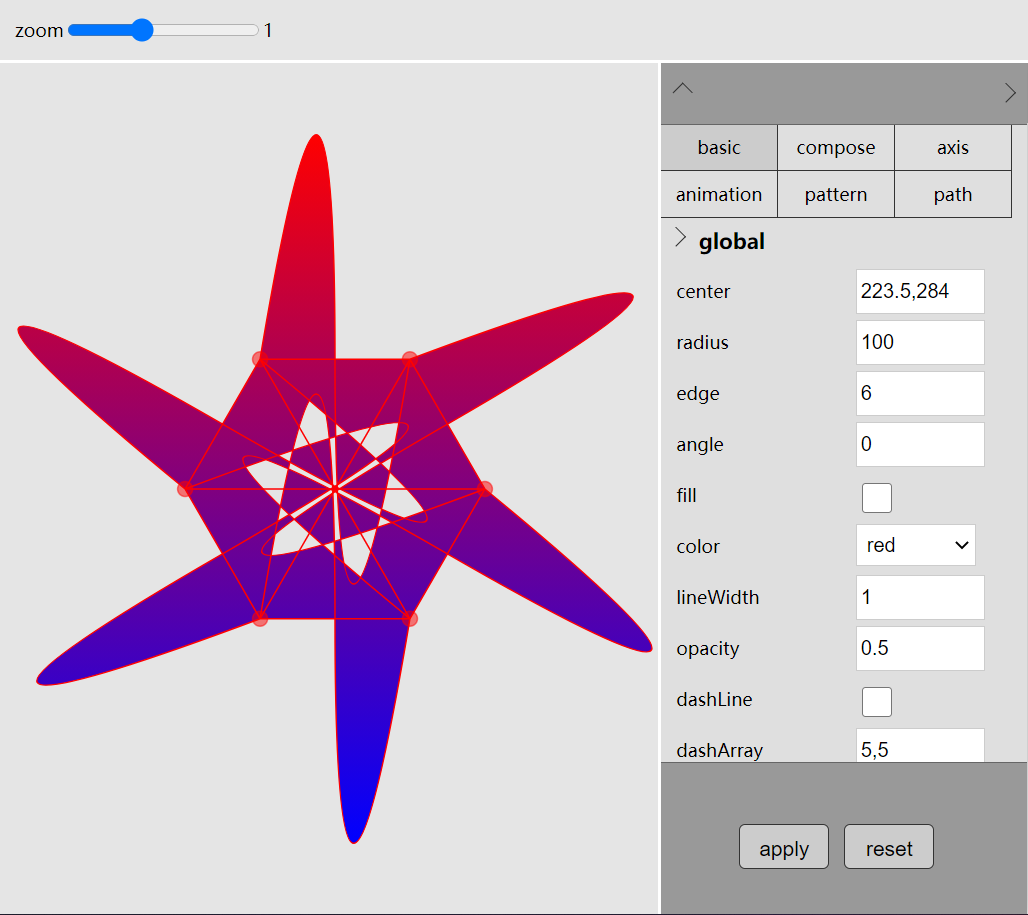 zoom 1
basic compose axis
animation pattern path
global
center 223.5,284
radius 100
edge 6
angle 0
fill
color red
lineWidth 1
opacity 0.5
dashLine
dashArray 5,5
apply reset